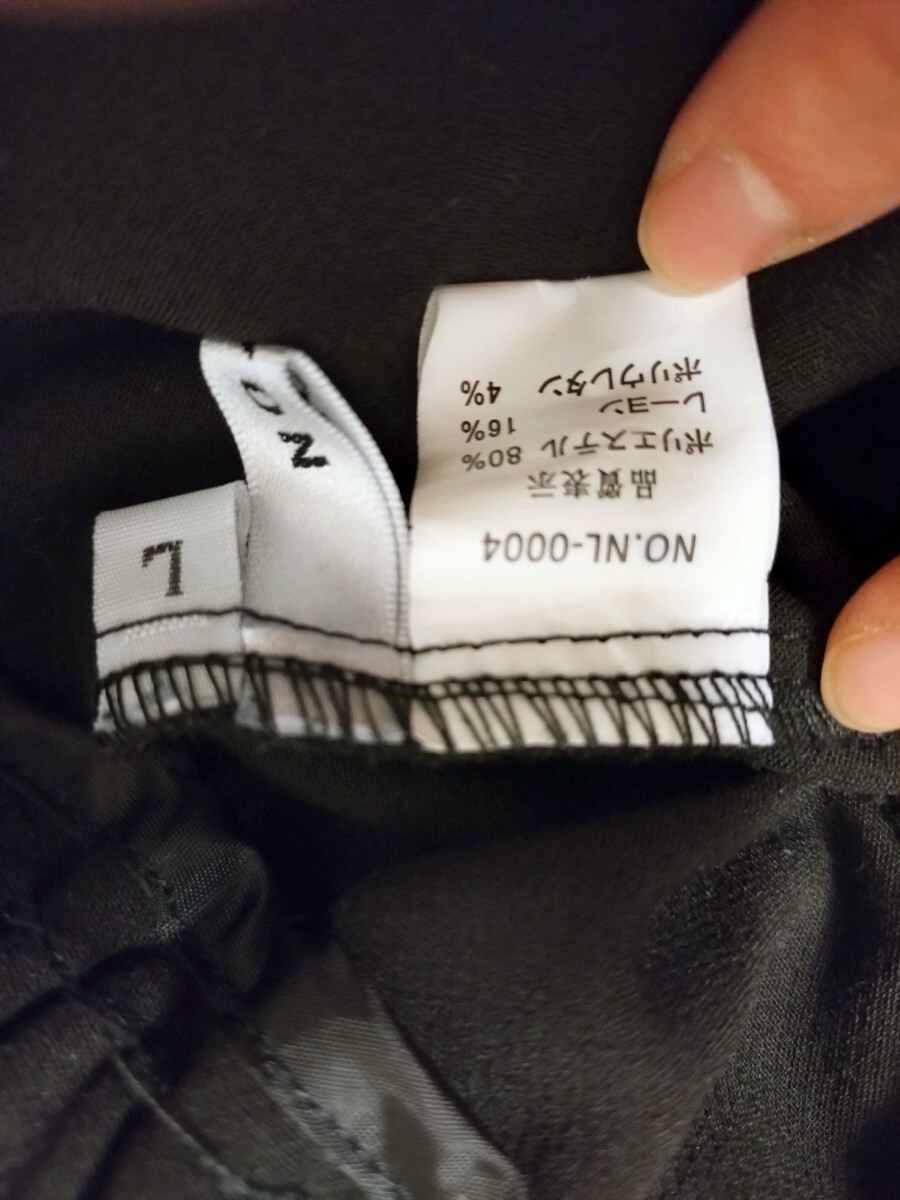 NO.NL-0004
品質表示
ポリエステル 80%
レーヨン 16%
ポリウレタン 4%
L